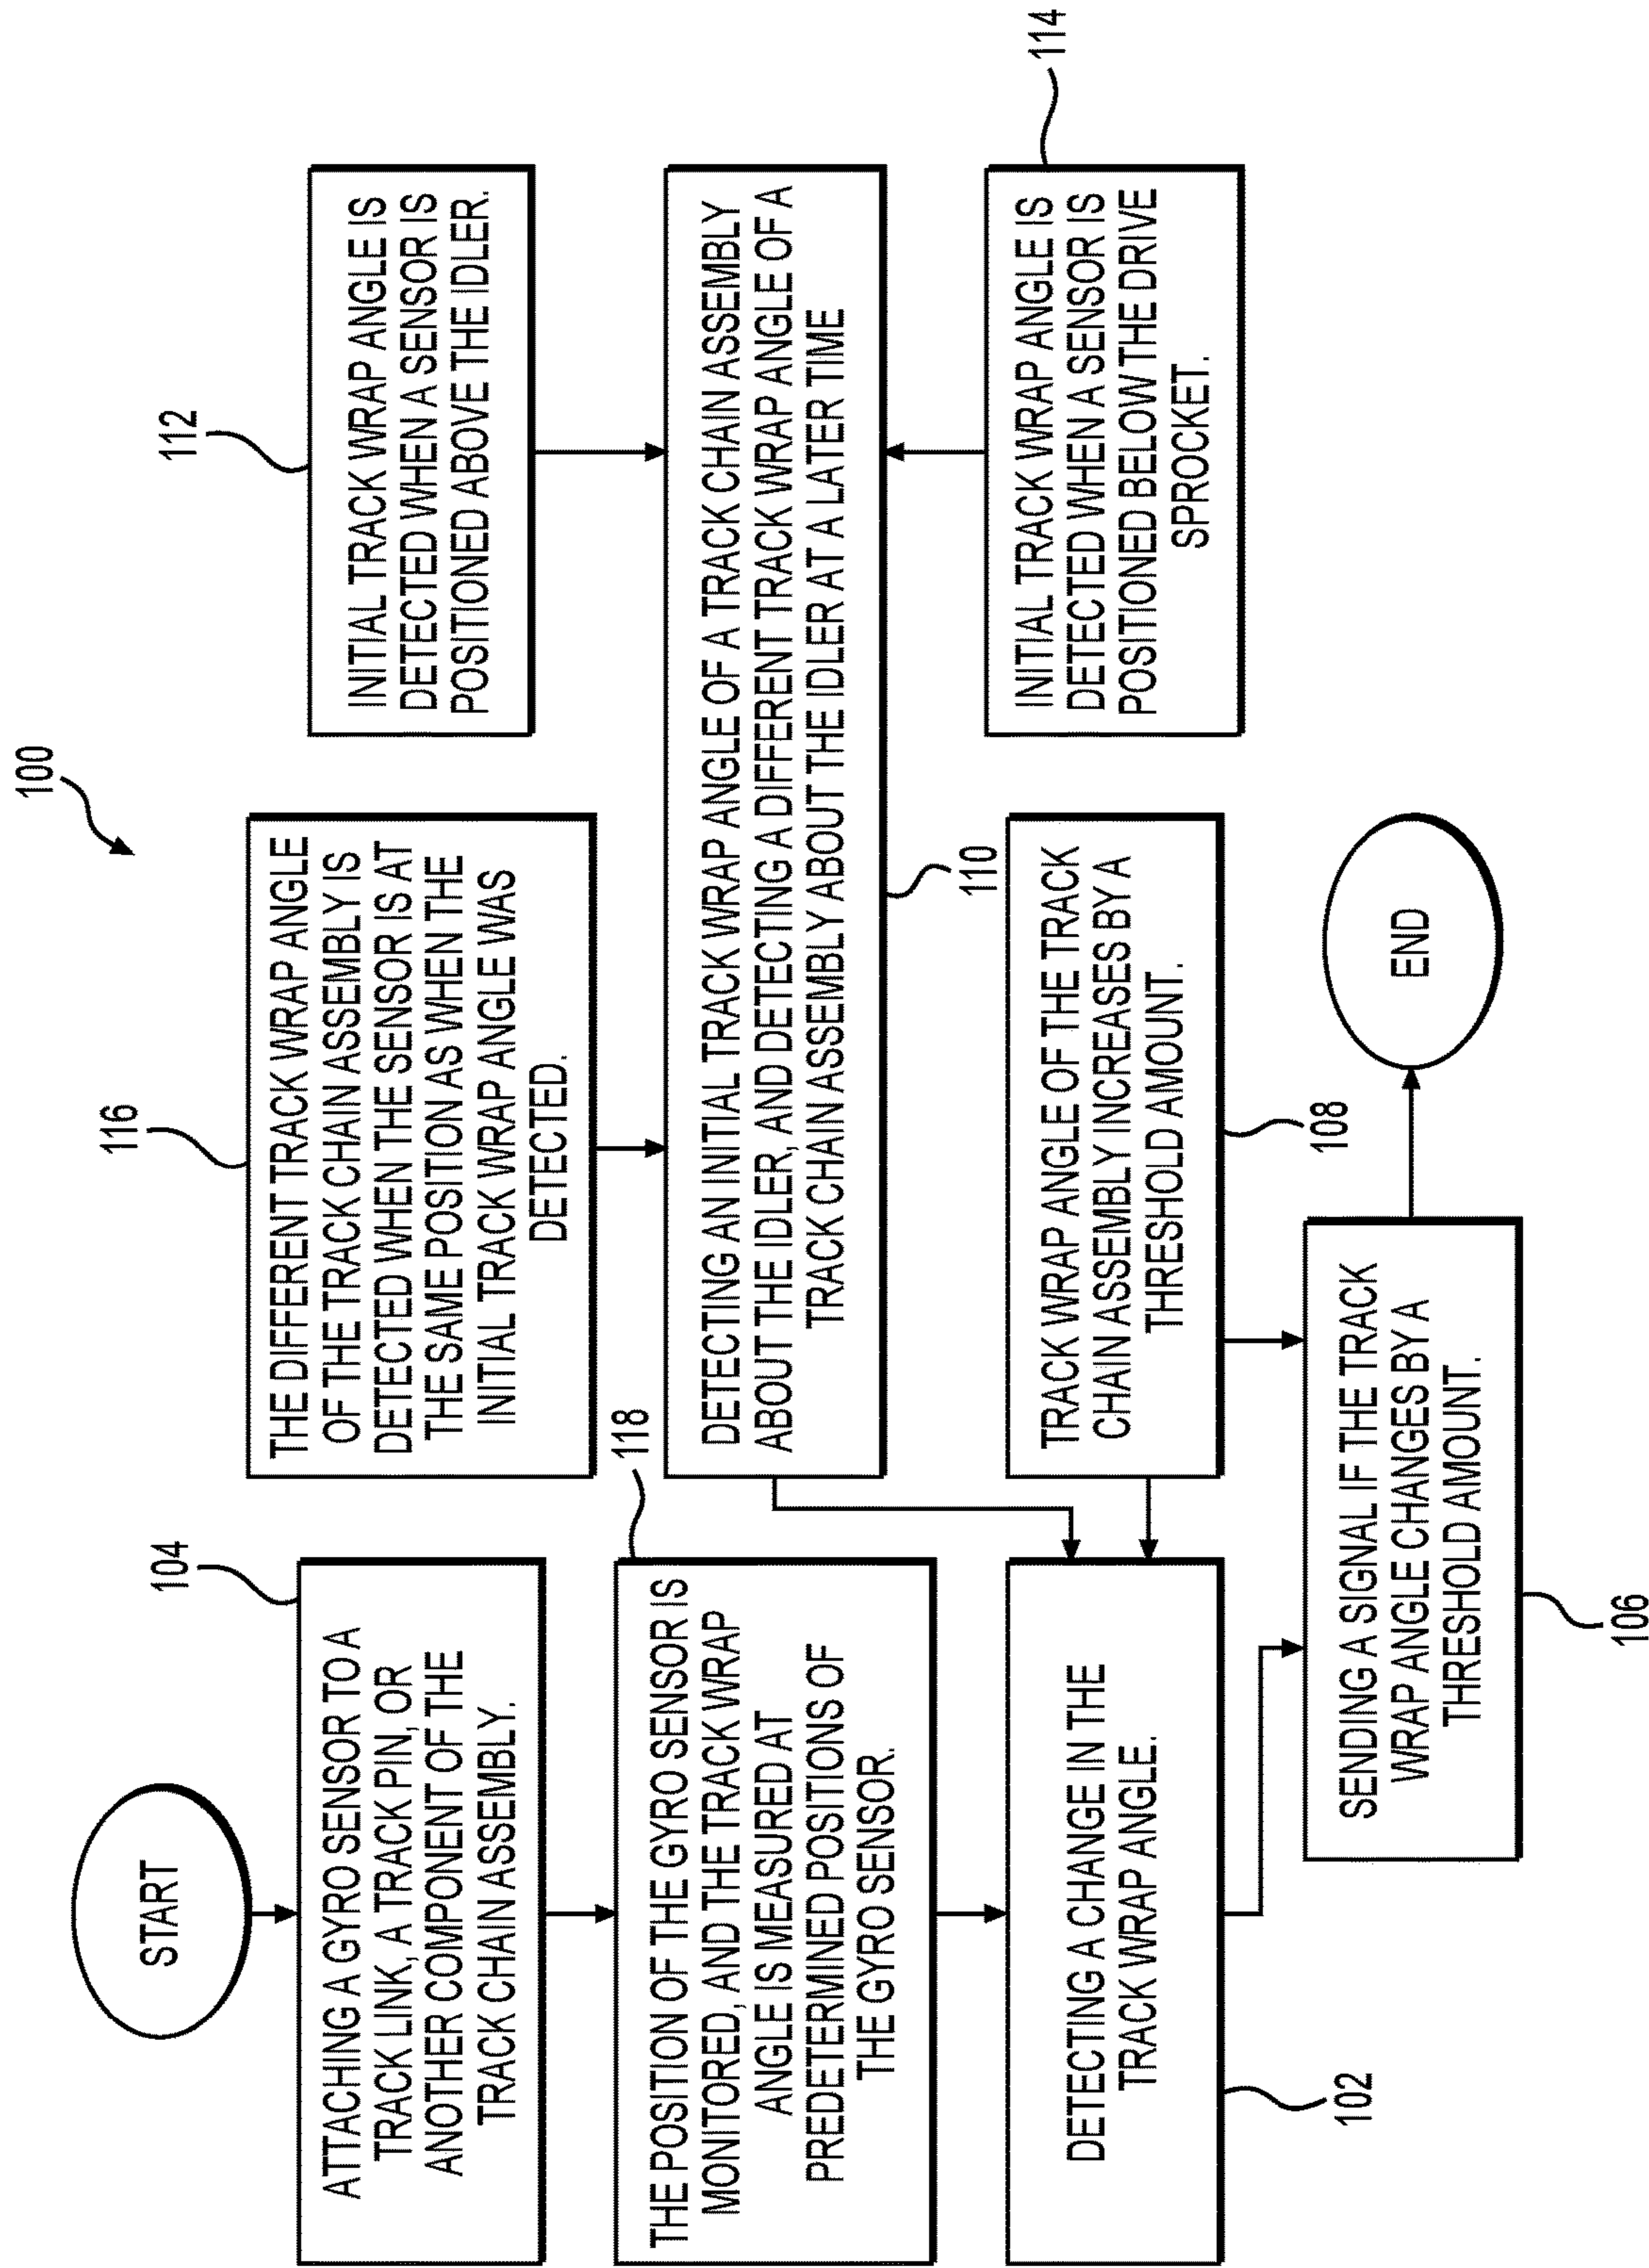 100
START
104
ATTACHING A GYRO SENSOR TO A
TRACK LINK, A TRACK PIN, OR
ANOTHER COMPONENT OF THE
TRACK CHAIN ASSEMBLY.
118
THE POSITION OF THE GYRO SENSOR IS
MONITORED, AND THE TRACK WRAP
ANGLE IS MEASURED AT
PREDETERMINED POSITIONS OF
THE GYRO SENSOR.
DETECTING A CHANGE IN THE
TRACK WRAP ANGLE.
102
116
THE DIFFERENT TRACK WRAP ANGLE
OF THE TRACK CHAIN ASSEMBLY IS
DETECTED WHEN THE SENSOR IS AT
THE SAME POSITION AS WHEN THE
INITIAL TRACK WRAP ANGLE WAS
DETECTED.
112
INITIAL TRACK WRAP ANGLE IS
DETECTED WHEN A SENSOR IS
POSITIONED ABOVE THE IDLER.
DETECTING AN INITIAL TRACK WRAP ANGLE OF A TRACK CHAIN ASSEMBLY
ABOUT THE IDLER, AND DETECTING A DIFFERENT TRACK WRAP ANGLE OF A
TRACK CHAIN ASSEMBLY ABOUT THE IDLER AT A LATER TIME
110
114
INITIAL TRACK WRAP ANGLE IS
DETECTED WHEN A SENSOR IS
POSITIONED BELOW THE DRIVE
SPROCKET.
TRACK WRAP ANGLE OF THE TRACK
CHAIN ASSEMBLY INCREASES BY A
THRESHOLD AMOUNT.
108
SENDING A SIGNAL IF THE TRACK
WRAP ANGLE CHANGES BY A
THRESHOLD AMOUNT.
106
END